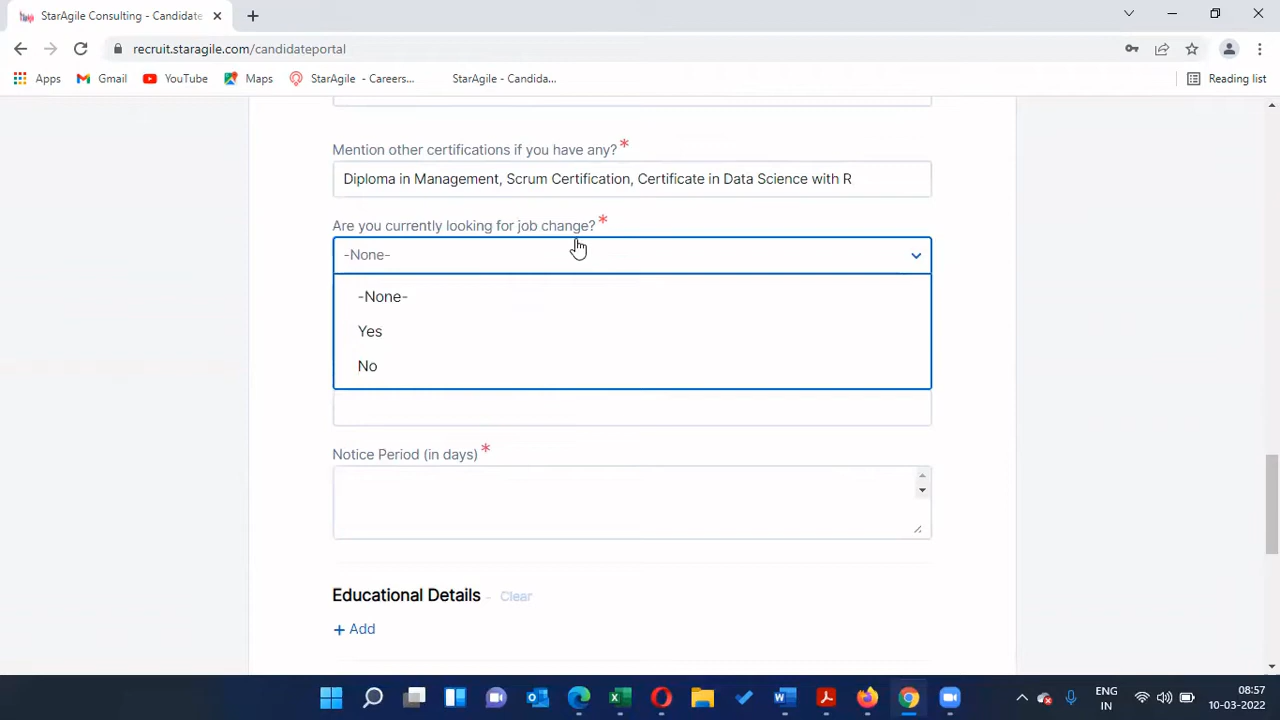 StarAgile Consulting - Candidate
recruit.staragile.com/candidateportal
Apps Gmail YouTube Maps StarAgile - Careers... StarAgile - Candida... Reading list
Mention other certifications if you have any? *
Diploma in Management, Scrum Certification, Certificate in Data Science with R
Are you currently looking for job change? *
-None-
-None-
Yes
No
Notice Period (in days) *
Educational Details - Clear
+ Add
ENG 08:57
IN 10-03-2022